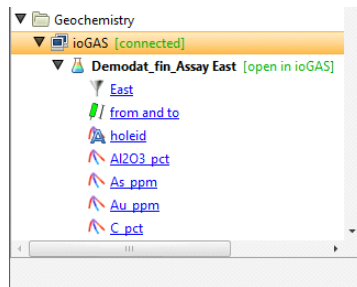 Geochemistry
ioGAS [connected]
Demodat_fin_Assay East [open in ioGAS]
East
from and to
holeid
Al2O3_pct
As_ppm
Au_ppm
C_pct